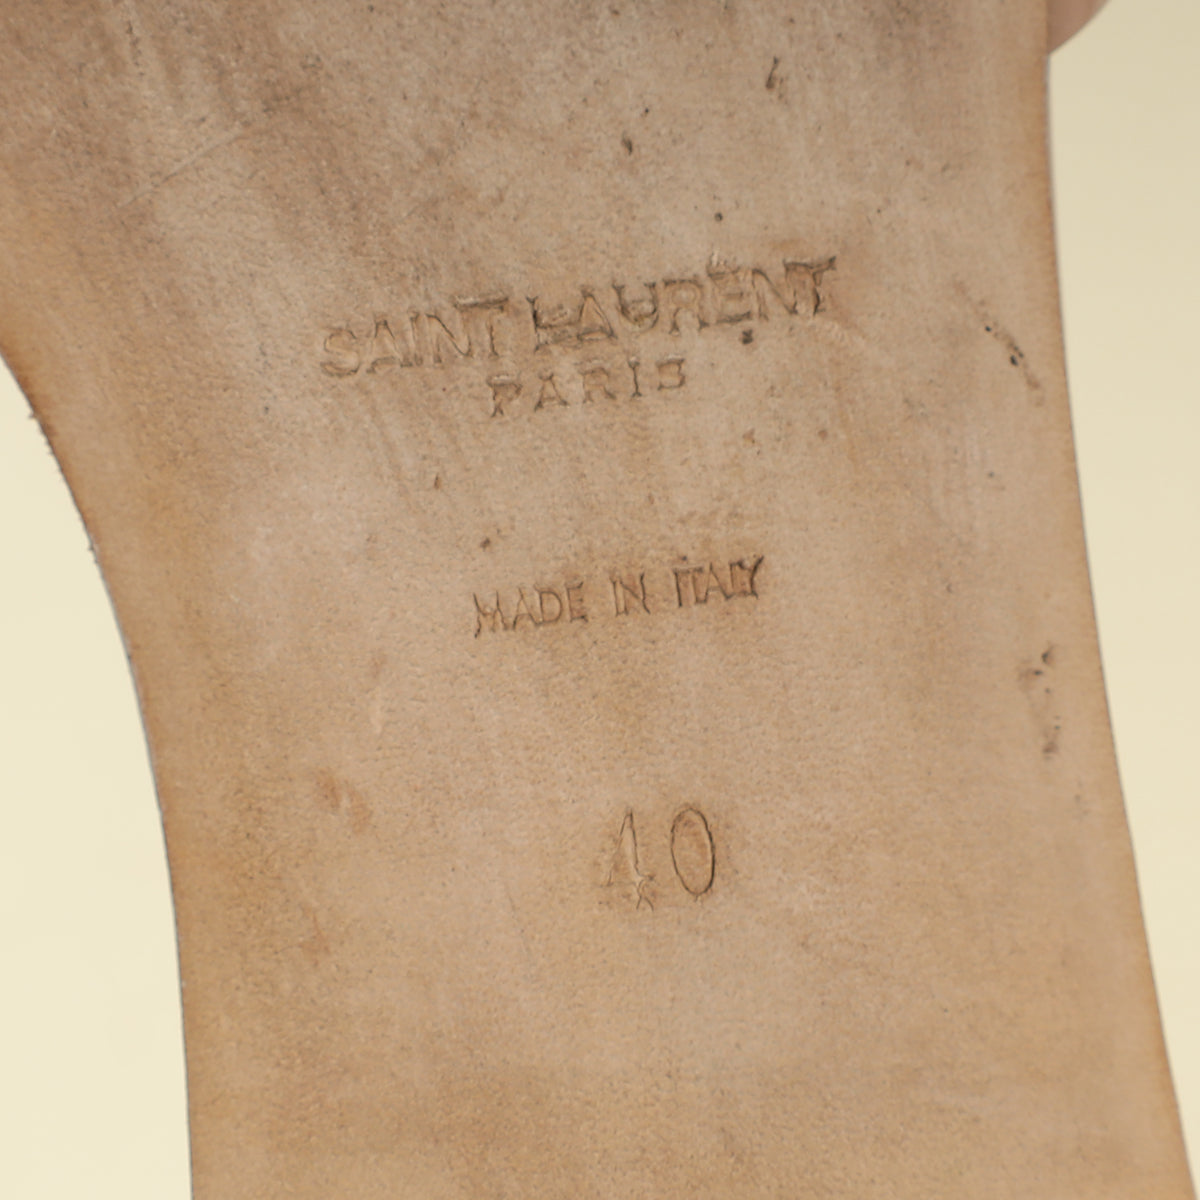 SAINT LAURENT
PARIS
MADE IN ITALY
40